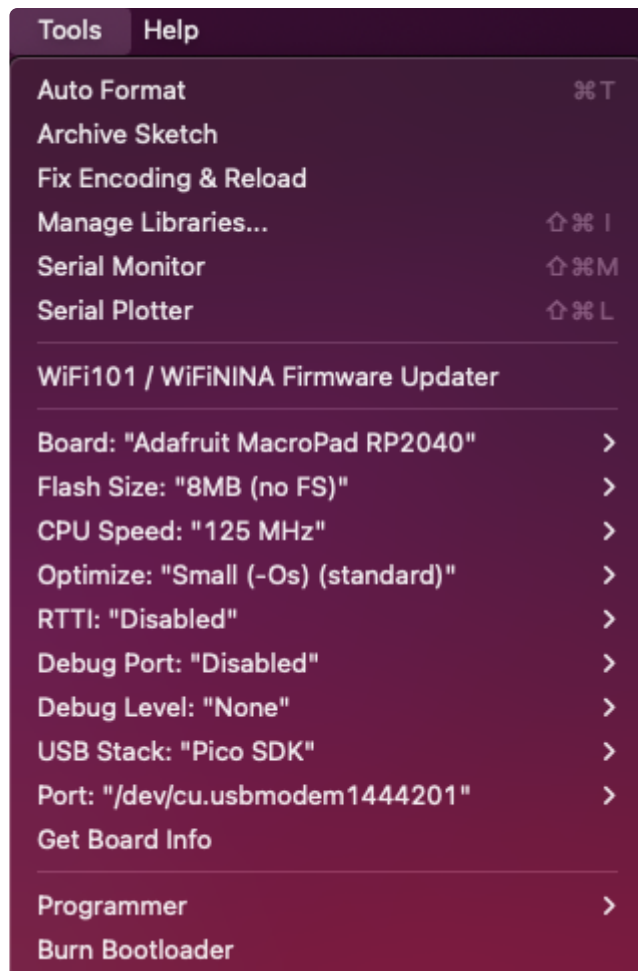 Tools Help
Auto Format ⌘T
Archive Sketch
Fix Encoding & Reload
Manage Libraries... ⇧⌘I
Serial Monitor ⇧⌘M
Serial Plotter ⇧⌘L
WiFi101 / WiFiNINA Firmware Updater
Board: "Adafruit MacroPad RP2040" >
Flash Size: "8MB (no FS)" >
CPU Speed: "125 MHz" >
Optimize: "Small (-Os) (standard)" >
RTTI: "Disabled" >
Debug Port: "Disabled" >
Debug Level: "None" >
USB Stack: "Pico SDK" >
Port: "/dev/cu.usbmodem1444201" >
Get Board Info
Programmer >
Burn Bootloader